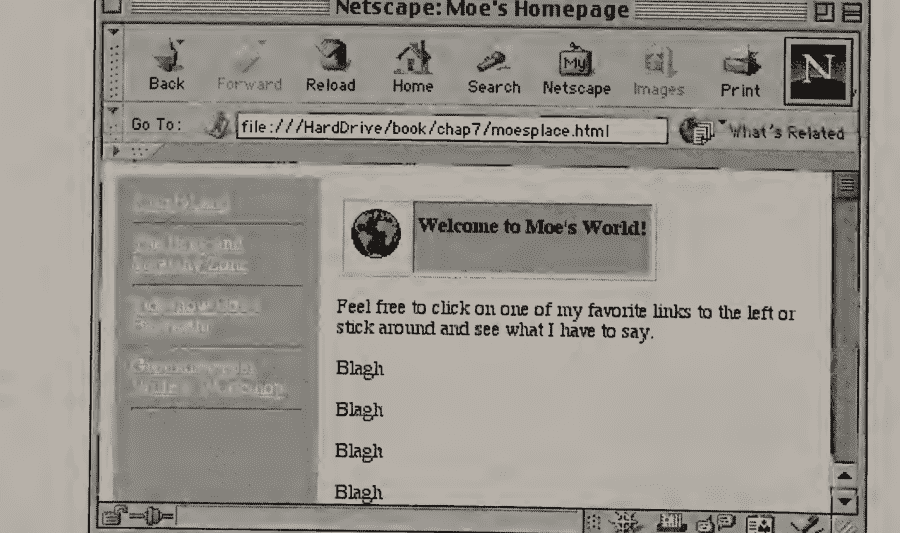 Netscape: Moe's Homepage
Back Forward Reload Home Search Netscape Images Print
My
N
Go To: file:///HardDrive/book/chap7/moesplace.html What's Related
Welcome to Moe's World!
Feel free to click on one of my favorite links to the left or
stick around and see what I have to say.
Blagh
Blagh
Blagh
Blagh